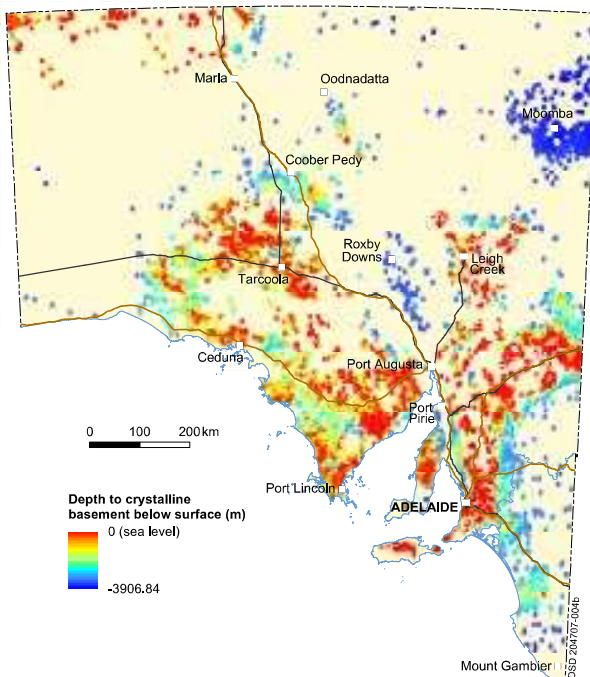 Marla
Oodnadatta
Moomba
Coober Pedy
Roxby
Downs
Leigh
Creek
Tarcoola
Ceduna
Port Augusta
Port
Pirie
0 100 200 km
Port Lincoln
ADELAIDE
Depth to crystalline
basement below surface (m)
0 (sea level)
-3906.84
Mount Gambier
DSD 204707-004b